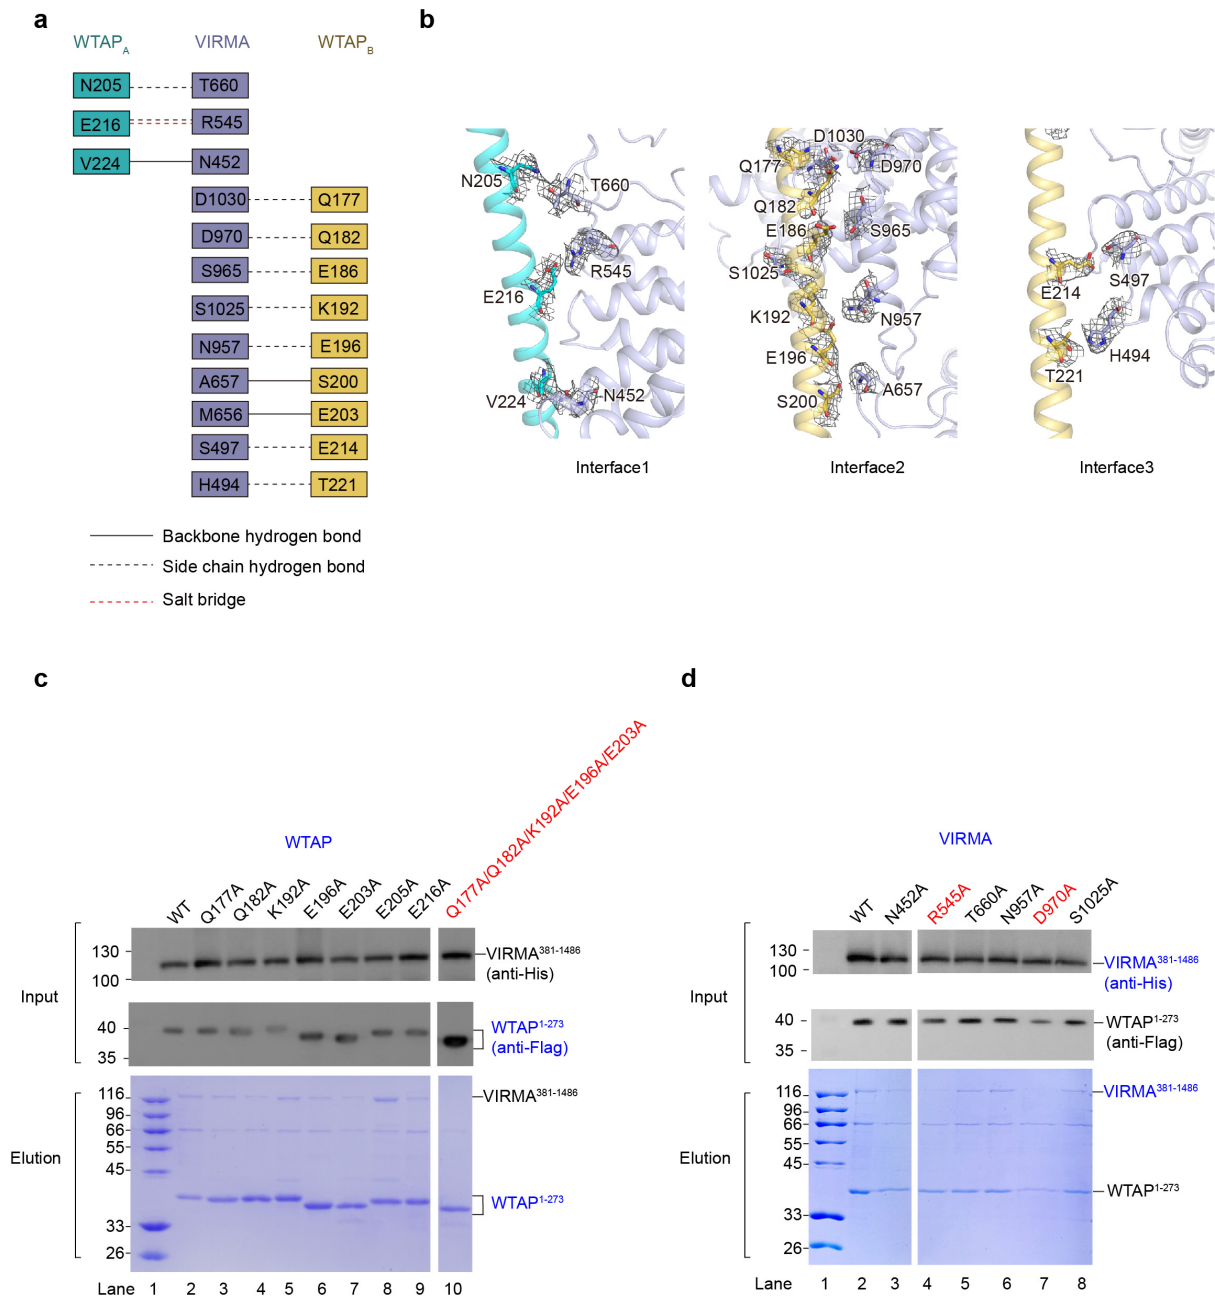 a
WTAPA VIRMA WTAPB
N205 T660
E216 R545
V224 N452
D1030 Q177
D970 Q182
S965 E186
S1025 K192
N957 E196
A657 S200
M656 E203
S497 E214
H494 T221
Backbone hydrogen bond
Side chain hydrogen bond
Salt bridge
b
N205 T660
R545
E216
V224 N452
Interface1
D1030
Q177 D970
Q182
E186 S965
S1025
K192 N957
E196
S200 A657
Interface2
E214 S497
T221 H494
Interface3
c
WTAP
WT Q177A Q182A K192A E196A E203A E205A E216A Q177A/Q182A/K192A/E196A/E203A
Input
130
100
VIRMA381-1486
(anti-His)
40
35
WTAP1-273
(anti-Flag)
Elution
116
96
66
55
45
33
26
VIRMA381-1486
WTAP1-273
Lane 1 2 3 4 5 6 7 8 9 10
d
VIRMA
WT N452A R545A T660A N957A D970A S1025A
Input
130
100
VIRMA381-1486
(anti-His)
40
35
WTAP1-273
(anti-Flag)
Elution
116
96
66
55
45
33
26
VIRMA381-1486
WTAP1-273
Lane 1 2 3 4 5 6 7 8